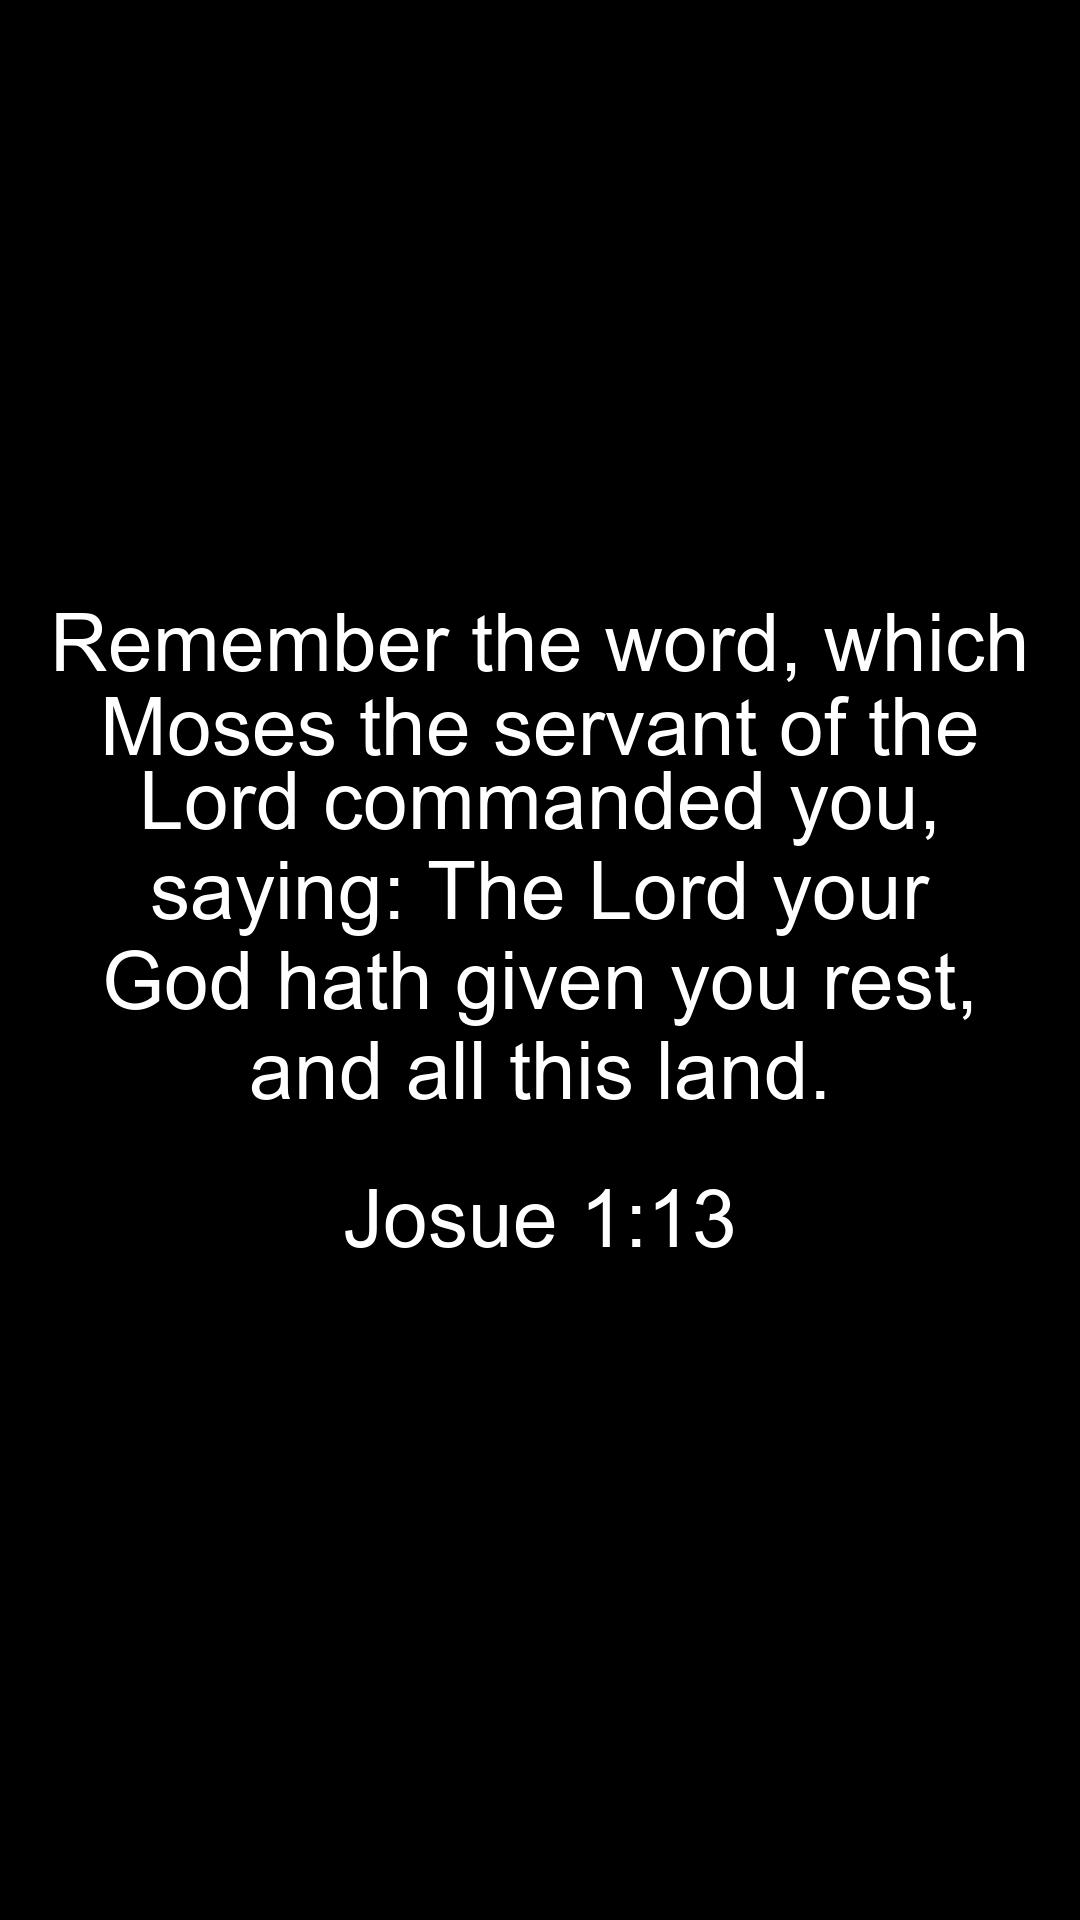 Remember the word, which
Moses the servant of the
Lord commanded you,
saying: The Lord your
God hath given you rest,
and all this land.
Josue 1:13